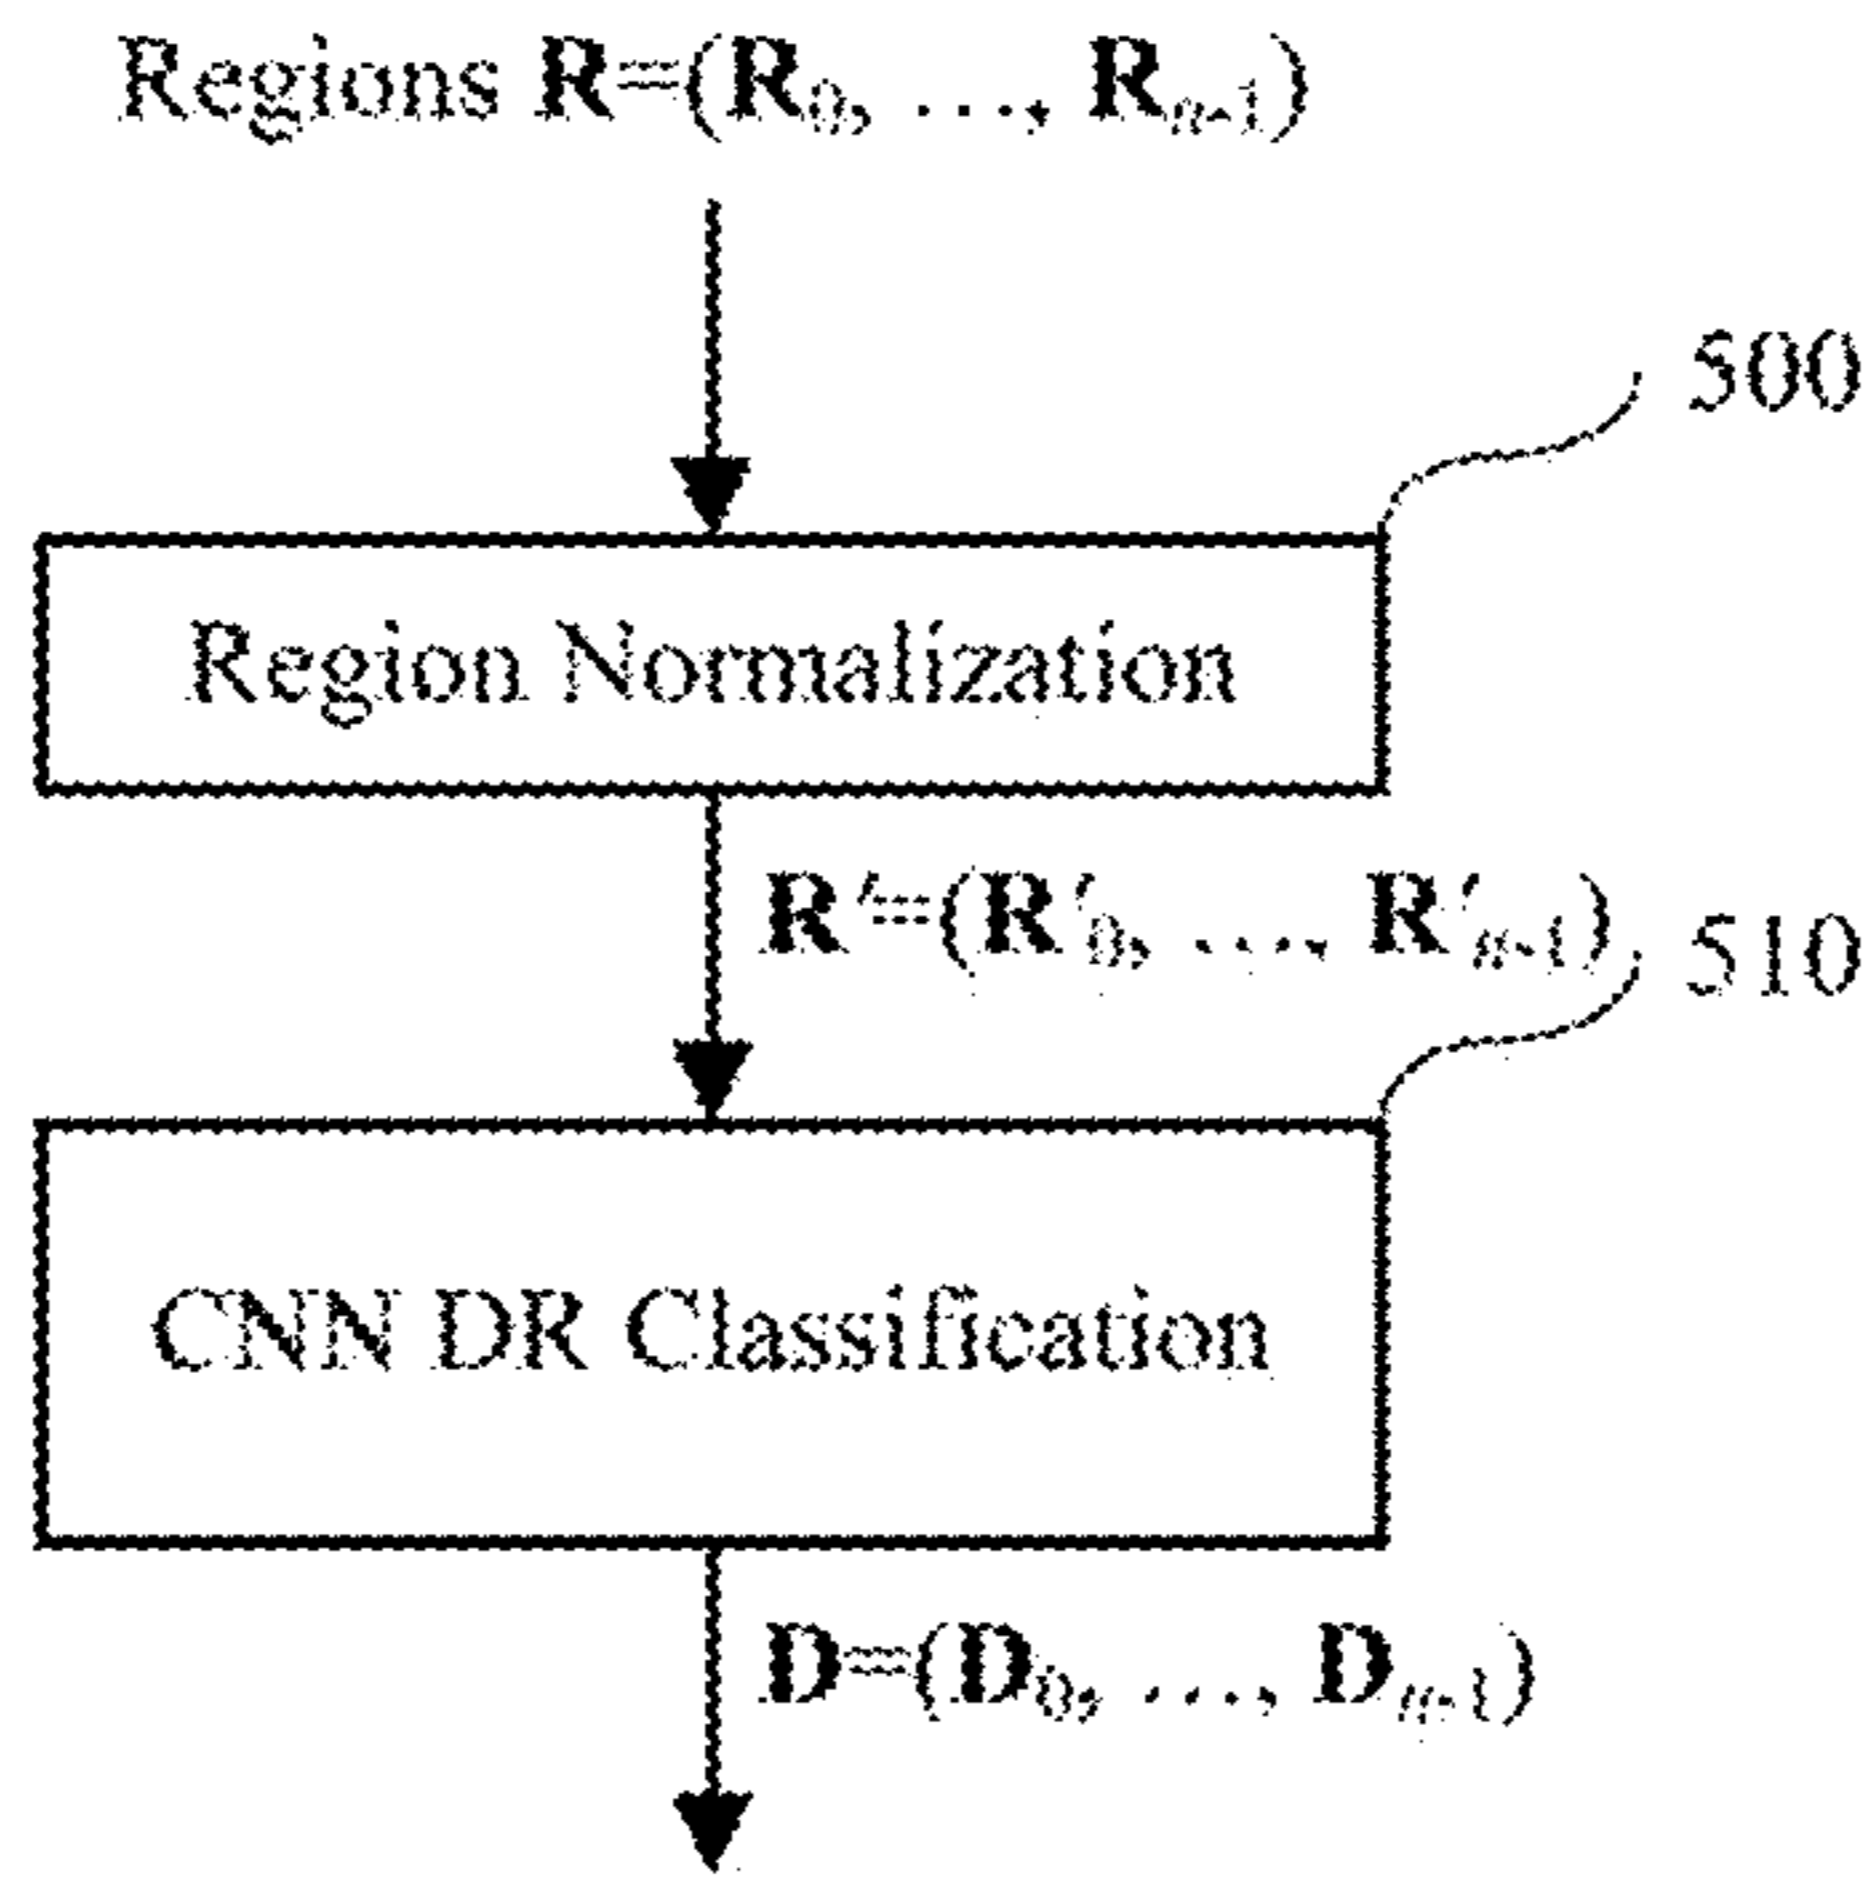 Regions R=(R₀, ..., Rₙ₋₁)
500
Region Normalization
R′=(R′₀, ..., R′ₙ₋₁)
510
CNN DR Classification
D=(D₀, ..., Dₙ₋₁)